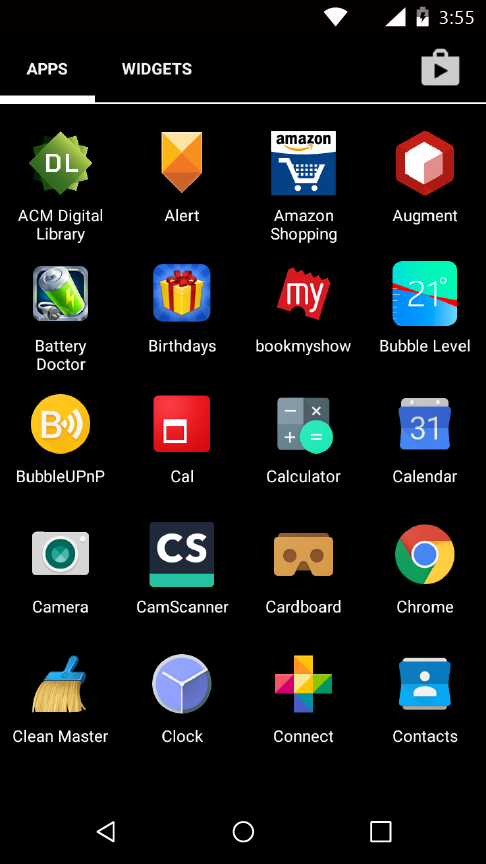 3:55
APPS WIDGETS
DL
amazon
ACM Digital Library
Alert
Amazon Shopping
Augment
my
21°
Battery Doctor
Birthdays
bookmyshow
Bubble Level
B
31
BubbleUPnP
Cal
Calculator
Calendar
CS
Camera
CamScanner
Cardboard
Chrome
Clean Master
Clock
Connect
Contacts